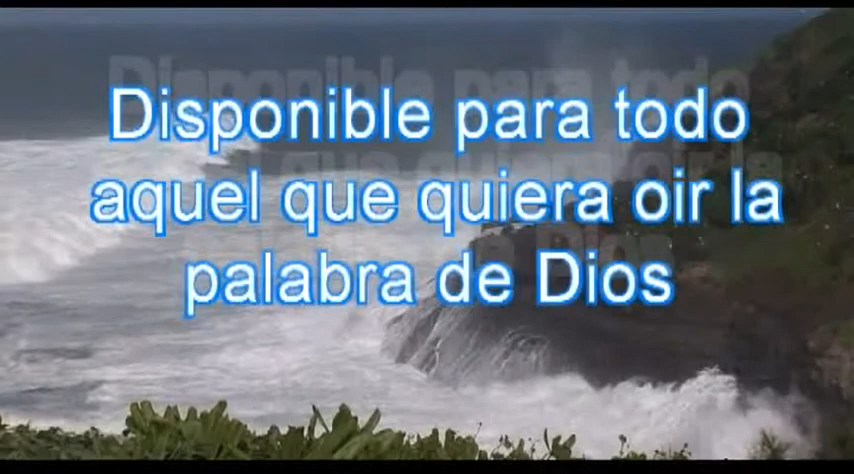 Disponible para todo
aquel que quiera oir la
palabra de Dios